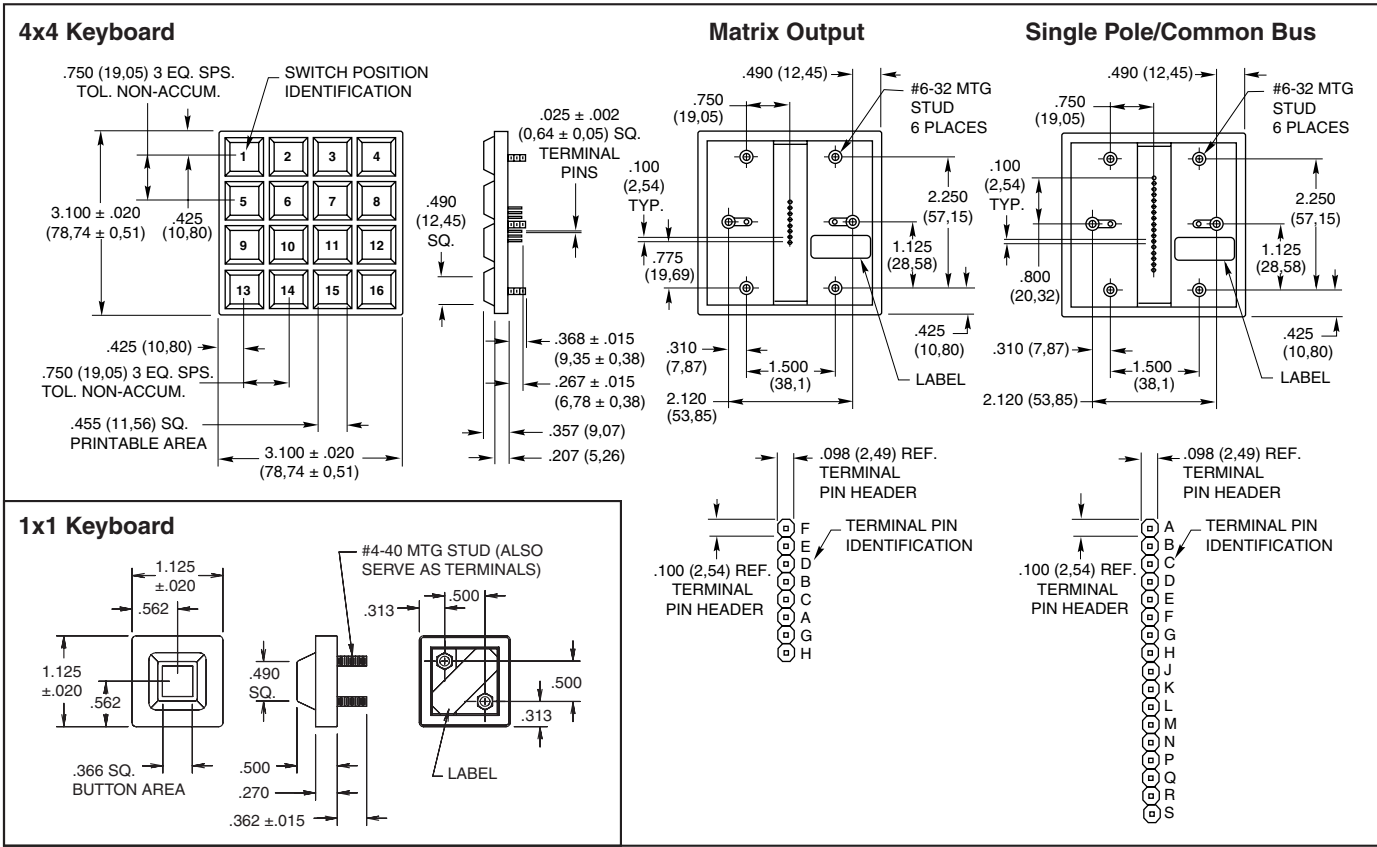 4x4 Keyboard
.750 (19,05) 3 EQ. SPS.
TOL. NON-ACCUM.
SWITCH POSITION
IDENTIFICATION
1 2 3 4
5 6 7 8
9 10 11 12
13 14 15 16
3.100 ± .020
(78,74 ± 0,51)
.425
(10,80)
.425 (10,80)
.750 (19,05) 3 EQ. SPS.
TOL. NON-ACCUM.
.455 (11,56) SQ.
PRINTABLE AREA
3.100 ± .020
(78,74 ± 0,51)
.025 ± .002
(0,64 ± 0,05) SQ.
TERMINAL
PINS
.490
(12,45)
SQ.
.368 ± .015
(9,35 ± 0,38)
.267 ± .015
(6,78 ± 0,38)
.357 (9,07)
.207 (5,26)
Matrix Output
.490 (12,45)
.750
(19,05)
#6-32 MTG
STUD
6 PLACES
.100
(2,54)
TYP.
2.250
(57,15)
1.125
(28,58)
.775
(19,69)
.425
(10,80)
.310
(7,87)
1.500
(38,1)
LABEL
2.120
(53,85)
.098 (2,49) REF.
TERMINAL
PIN HEADER
TERMINAL PIN
IDENTIFICATION
.100 (2,54) REF.
TERMINAL
PIN HEADER
F
E
D
B
C
A
G
H
Single Pole/Common Bus
.490 (12,45)
.750
(19,05)
#6-32 MTG
STUD
6 PLACES
.100
(2,54)
TYP.
2.250
(57,15)
1.125
(28,58)
.800
(20,32)
.425
(10,80)
.310 (7,87)
1.500
(38,1)
LABEL
2.120 (53,85)
.098 (2,49) REF.
TERMINAL
PIN HEADER
TERMINAL PIN
IDENTIFICATION
.100 (2,54) REF.
TERMINAL
PIN HEADER
A
B
C
D
E
F
G
H
J
K
L
M
N
P
Q
R
S
1x1 Keyboard
1.125
±.020
.562
1.125
±.020
.562
.366 SQ.
BUTTON AREA
#4-40 MTG STUD (ALSO
SERVE AS TERMINALS)
.490
SQ.
.500
.270
.362 ±.015
.313
.500
.500
.313
LABEL